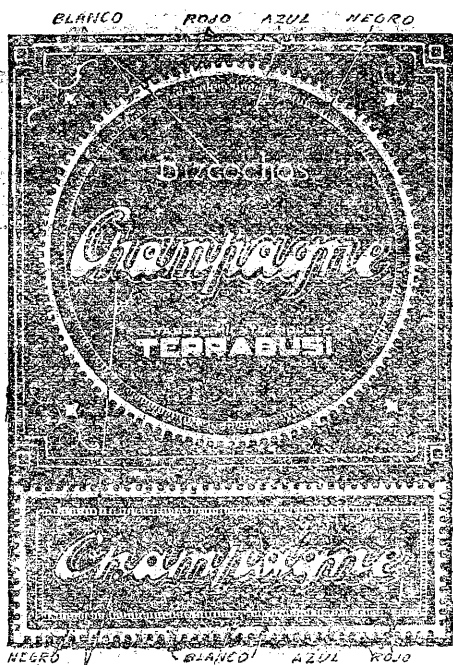 BLANCO ROJO AZUL NEGRO
Bizcochos
Champagne
TERRABUSI
Champagne
NEGRO BLANCO AZUL ROJO